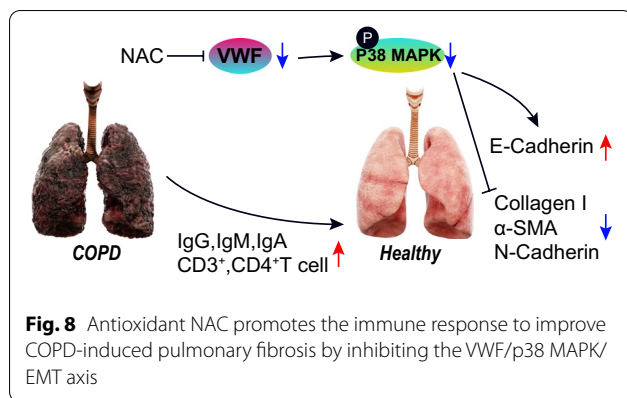 NAC VWF P P38 MAPK
E-Cadherin
Collagen I
α-SMA
N-Cadherin
COPD
IgG,IgM,IgA
CD3⁺,CD4⁺T cell
Healthy
Fig. 8 Antioxidant NAC promotes the immune response to improve
COPD-induced pulmonary fibrosis by inhibiting the VWF/p38 MAPK/
EMT axis